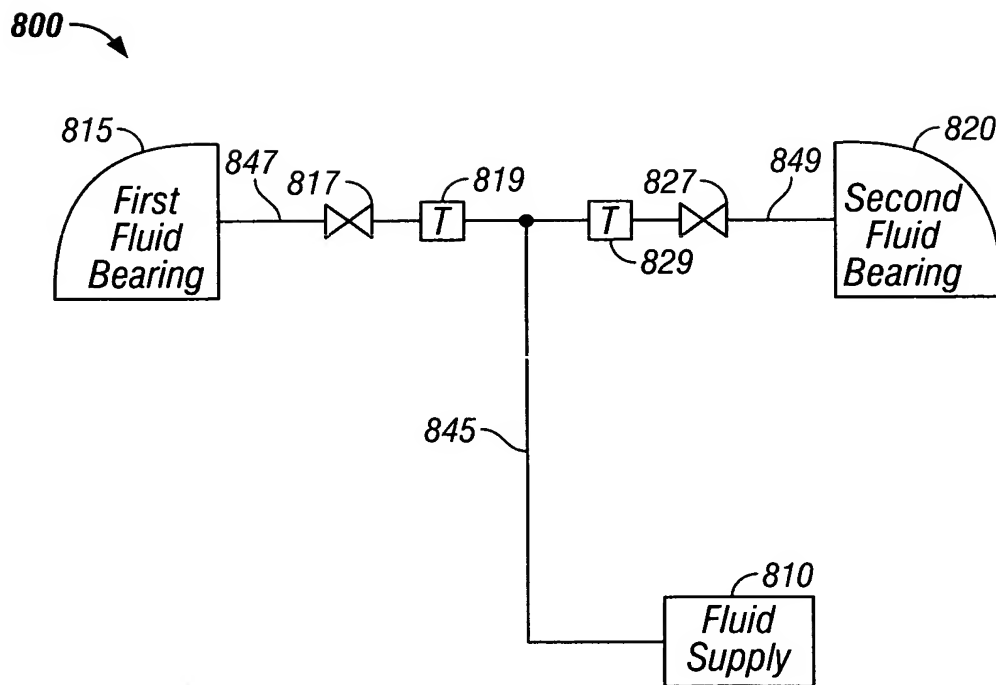 800
815
847
817
819
827
849
820
First
Fluid
Bearing
T
T
829
Second
Fluid
Bearing
845
810
Fluid
Supply